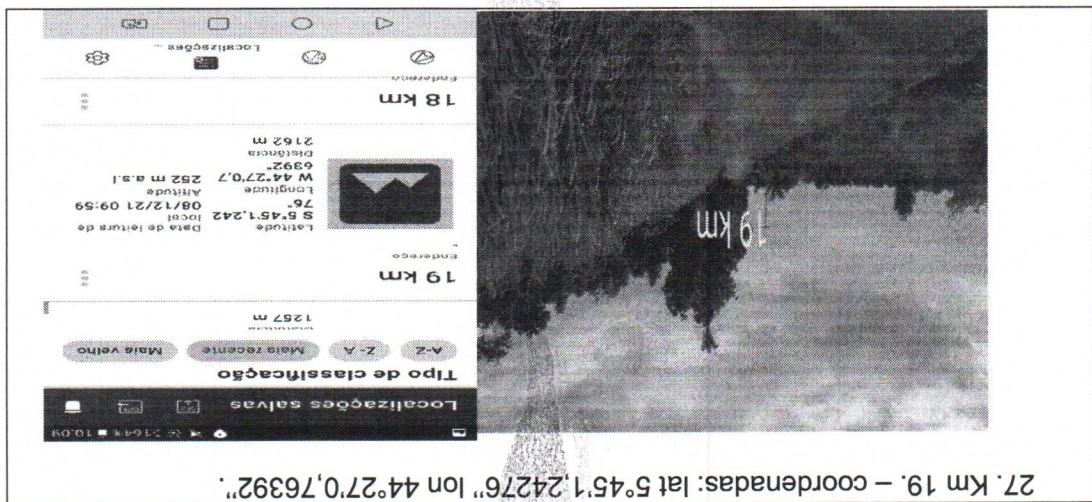 27. Km 19. – coordenadas: lat 5°45'1,24276" lon 44°27'0,76392".
19 km
10:09
Localizações salvas
Tipo de classificação
A-Z
Z-A
Mais recente
Mais velho
1257 m
19 km
Endereço
-
Latitude
S 5°45'1,242
76"
Data de leitura de
local
08/12/21 09:59
Longitude
W 44°27'0,7
6392"
Altitude
252 m a.s.l
Distância
2162 m
18 km
Endereço
Localizações ...